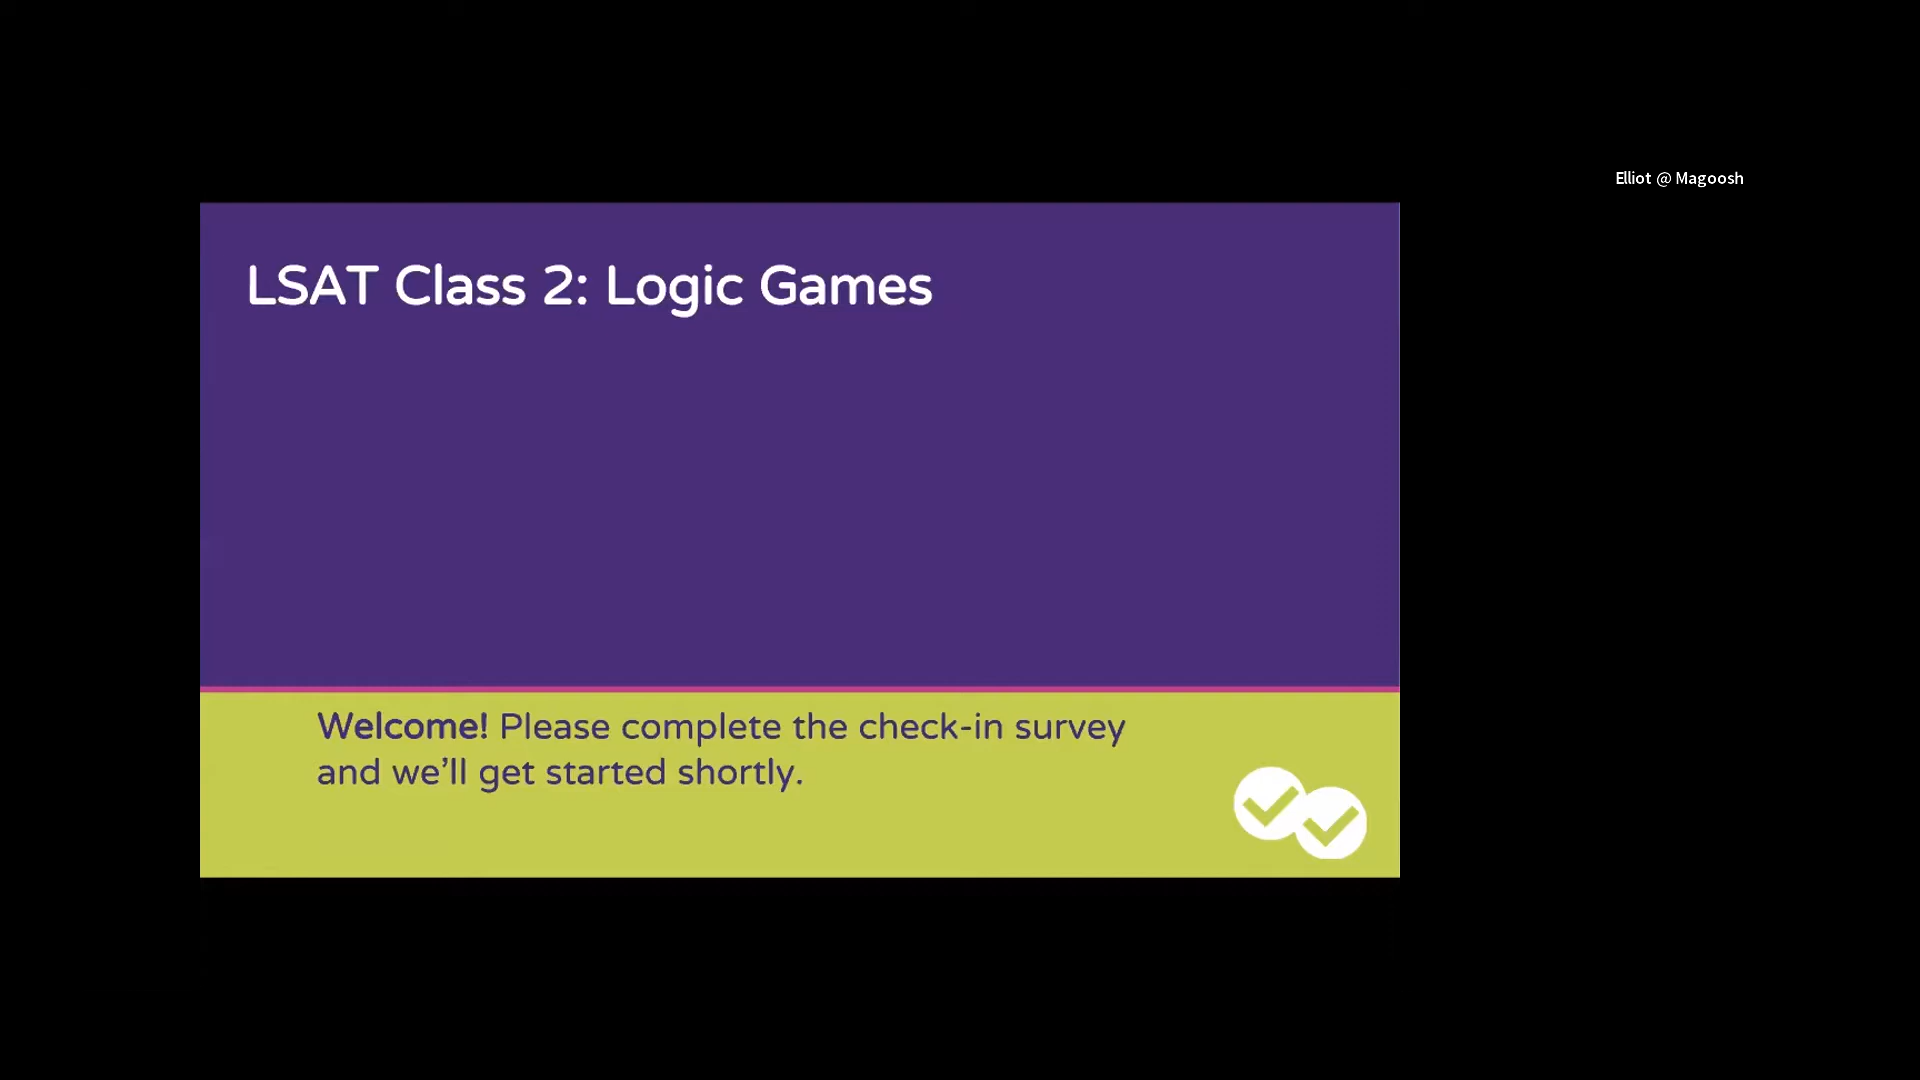 Elliot @ Magoosh
LSAT Class 2: Logic Games
Welcome! Please complete the check-in survey
and we’ll get started shortly.